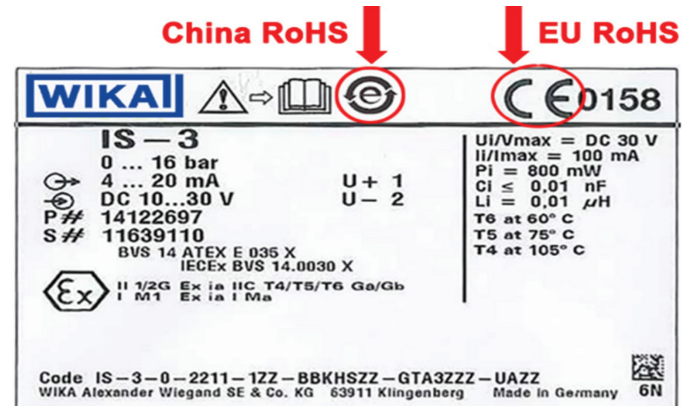 China RoHS EU RoHS
WIKA e CE 0158
IS-3
0 ... 16 bar
4 ... 20 mA U+ 1
DC 10...30 V U- 2
P# 14122697
S# 11639110
BVS 14 ATEX E 035 X
IECEx BVS 14.0030 X
Ex II 1/2G Ex ia IIC T4/T5/T6 Ga/Gb
I M1 Ex ia I Ma
Ui/Vmax = DC 30 V
Ii/Imax = 100 mA
Pi = 800 mW
Ci ≤ 0,01 nF
Li = 0,01 µH
T6 at 60° C
T5 at 75° C
T4 at 105° C
Code IS-3-0-2211-1ZZ-BBKHSZZ-GTA3ZZZ-UAZZ
WIKA Alexander Wiegand SE & Co. KG 63911 Klingenberg Made in Germany 6N